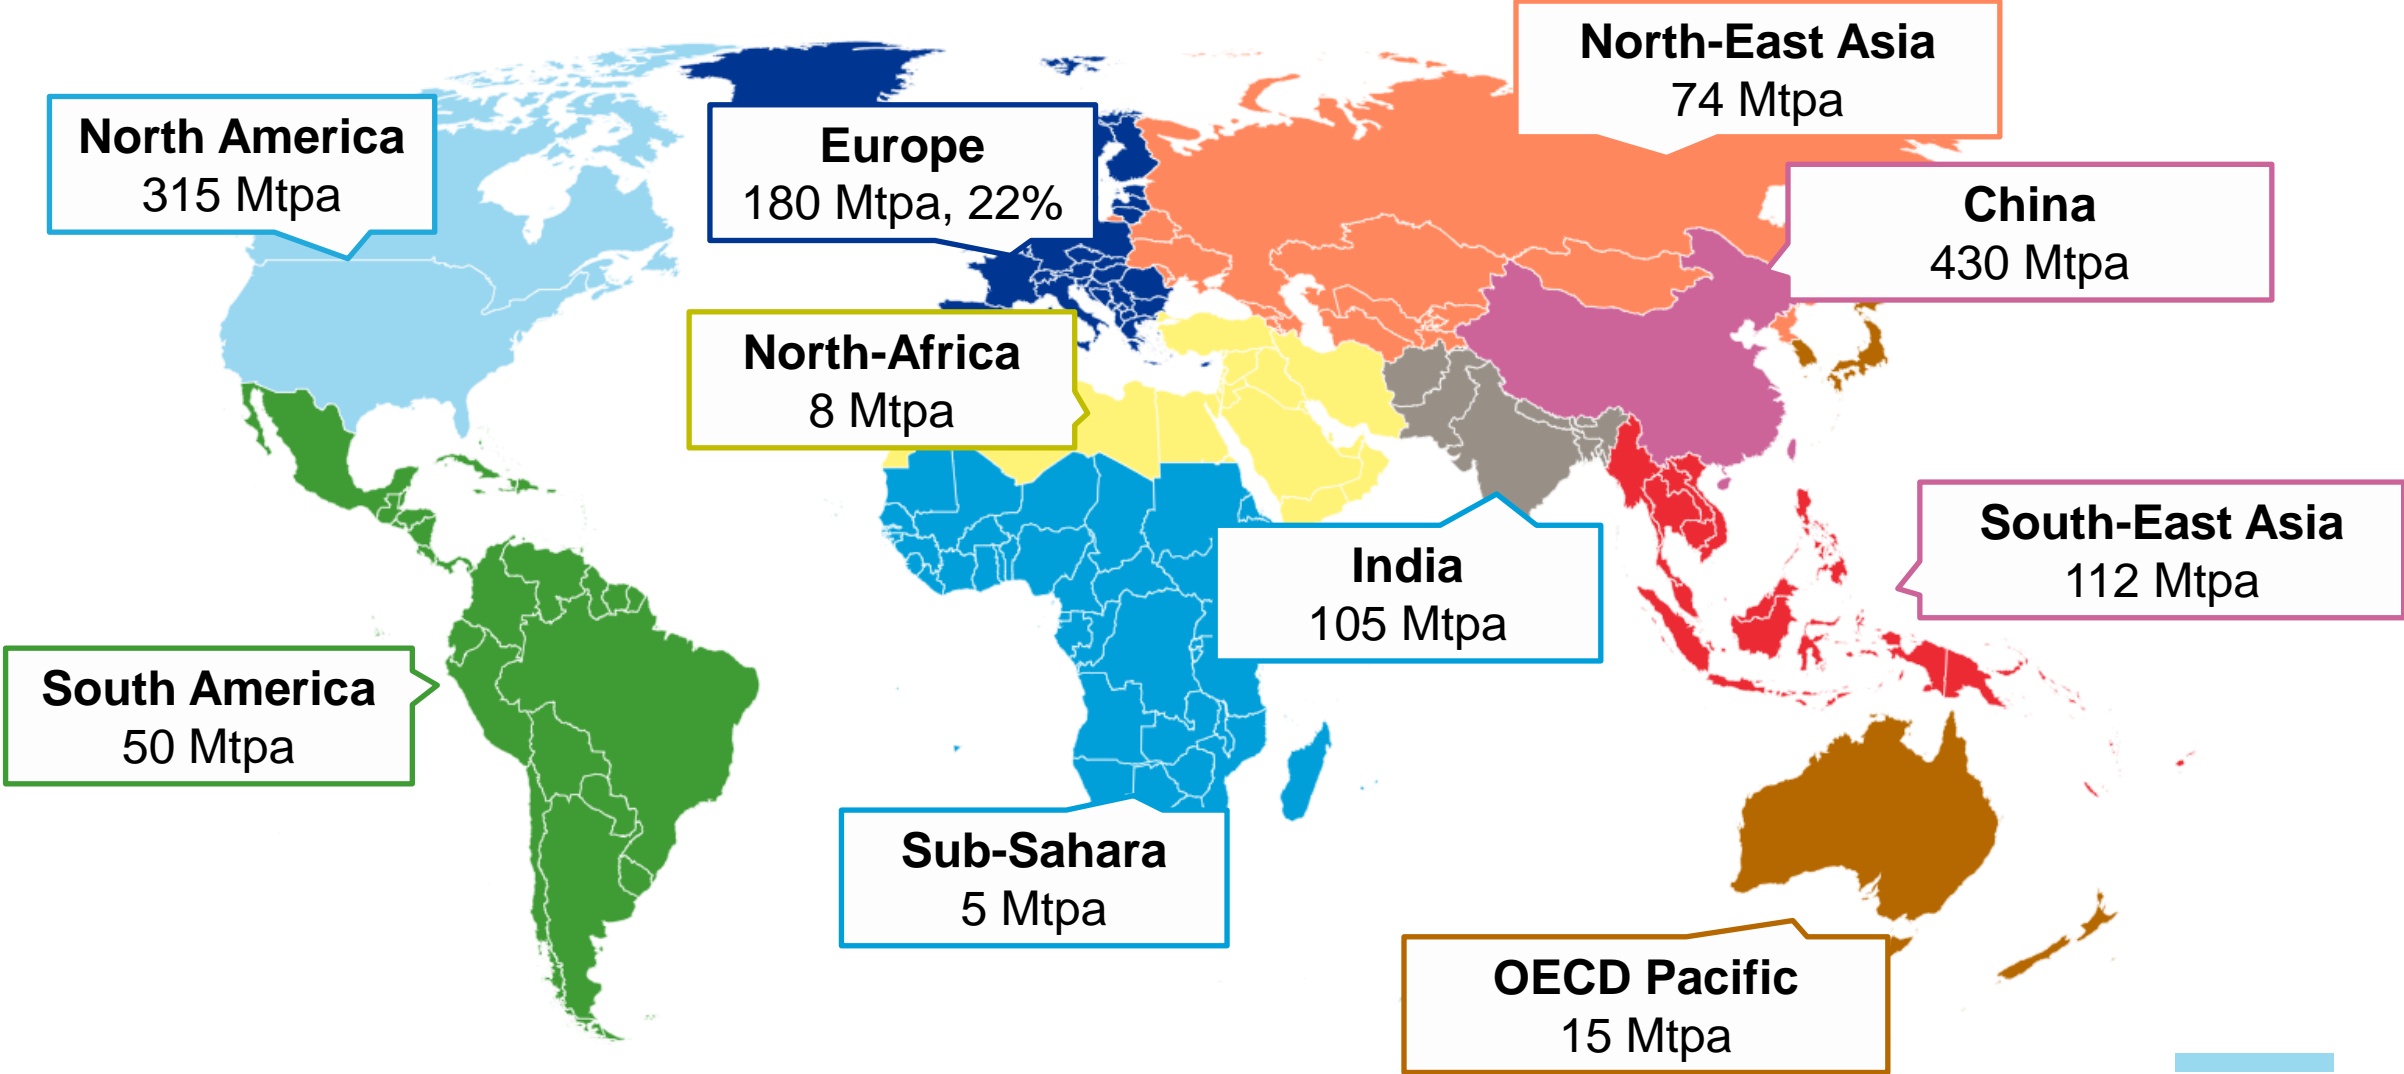 North-East Asia
74 Mtpa
North America
315 Mtpa
Europe
180 Mtpa, 22%
China
430 Mtpa
North-Africa
8 Mtpa
South-East Asia
112 Mtpa
India
105 Mtpa
South America
50 Mtpa
Sub-Sahara
5 Mtpa
OECD Pacific
15 Mtpa